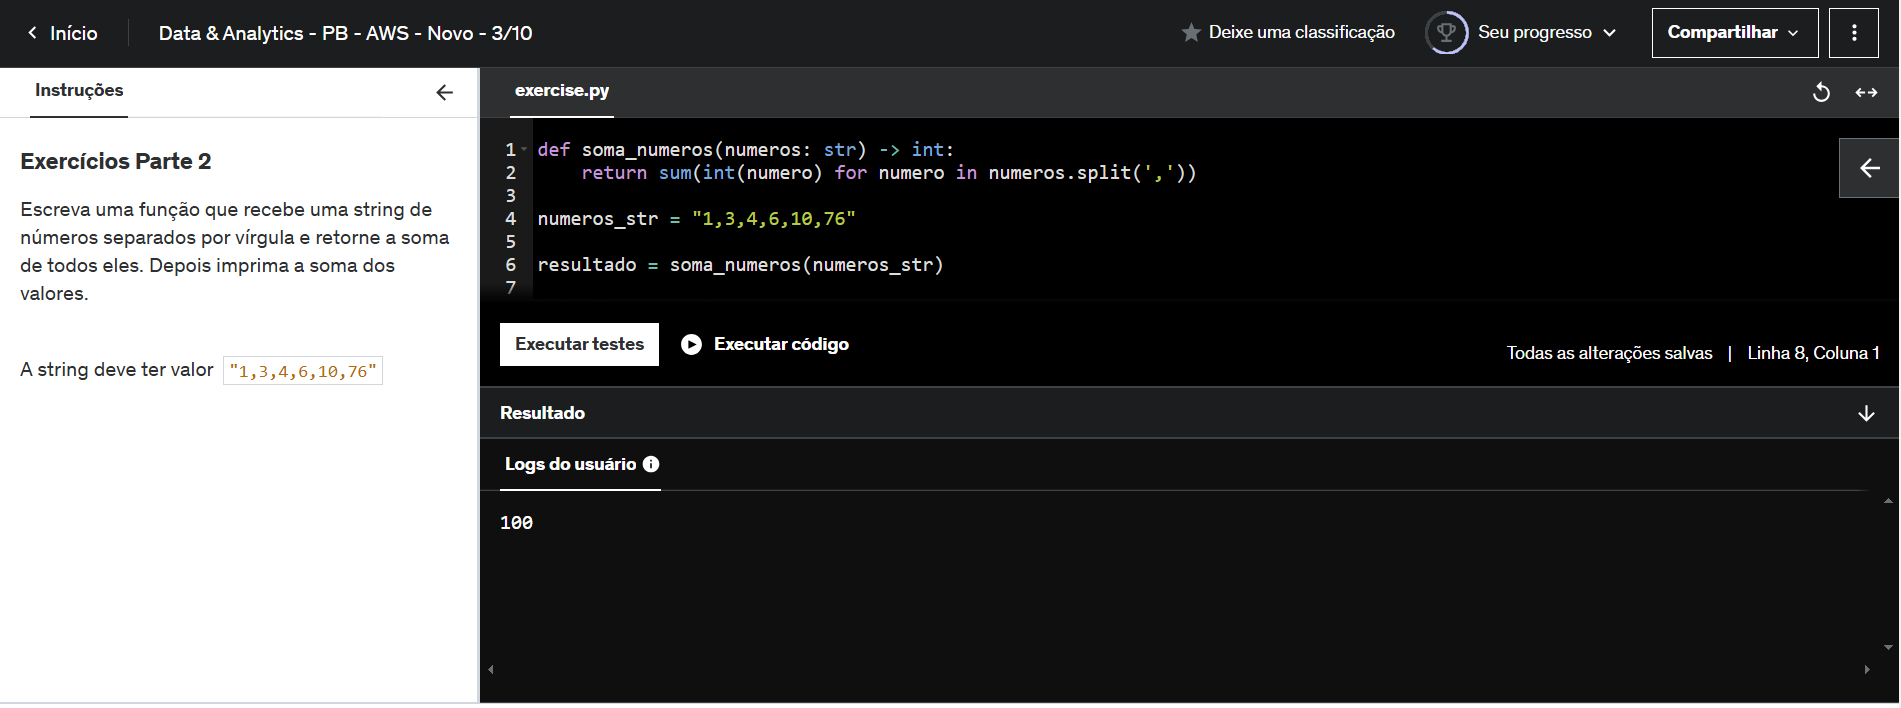 Início
Data & Analytics - PB - AWS - Novo - 3/10
Deixe uma classificação
Seu progresso
Compartilhar
Instruções
Exercícios Parte 2
Escreva uma função que recebe uma string de
números separados por vírgula e retorne a soma
de todos eles. Depois imprima a soma dos
valores.
A string deve ter valor "1,3,4,6,10,76"
exercise.py
1 def soma_numeros(numeros: str) -> int:
2     return sum(int(numero) for numero in numeros.split(','))
3
4 numeros_str = "1,3,4,6,10,76"
5
6 resultado = soma_numeros(numeros_str)
7
Executar testes
Executar código
Todas as alterações salvas | Linha 8, Coluna 1
Resultado
Logs do usuário
100